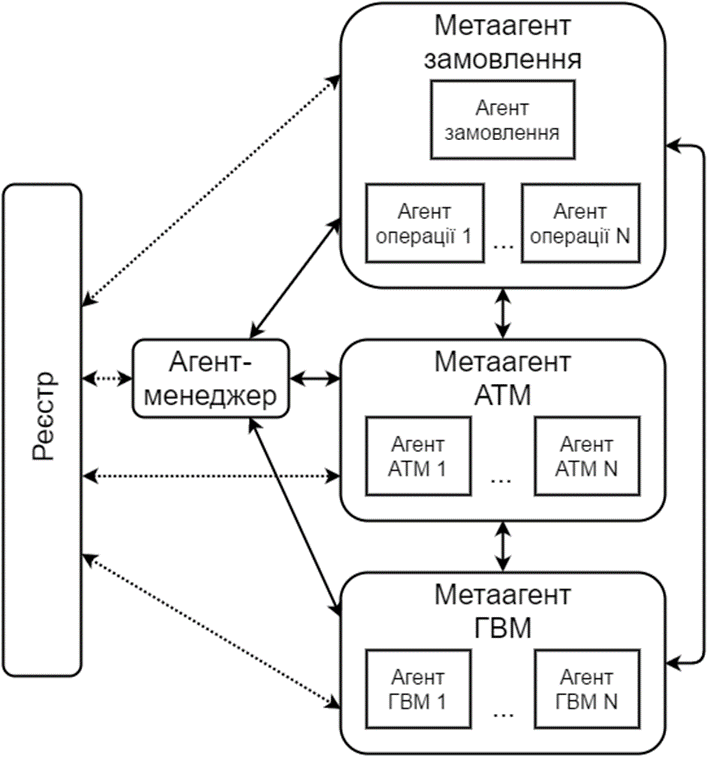 Метаагент
замовлення
Агент
замовлення
Агент
операції 1
...
Агент
операції N
Реєстр
Агент-
менеджер
Метаагент
АТМ
Агент
АТМ 1
...
Агент
АТМ N
Метаагент
ГВМ
Агент
ГВМ 1
...
Агент
ГВМ N